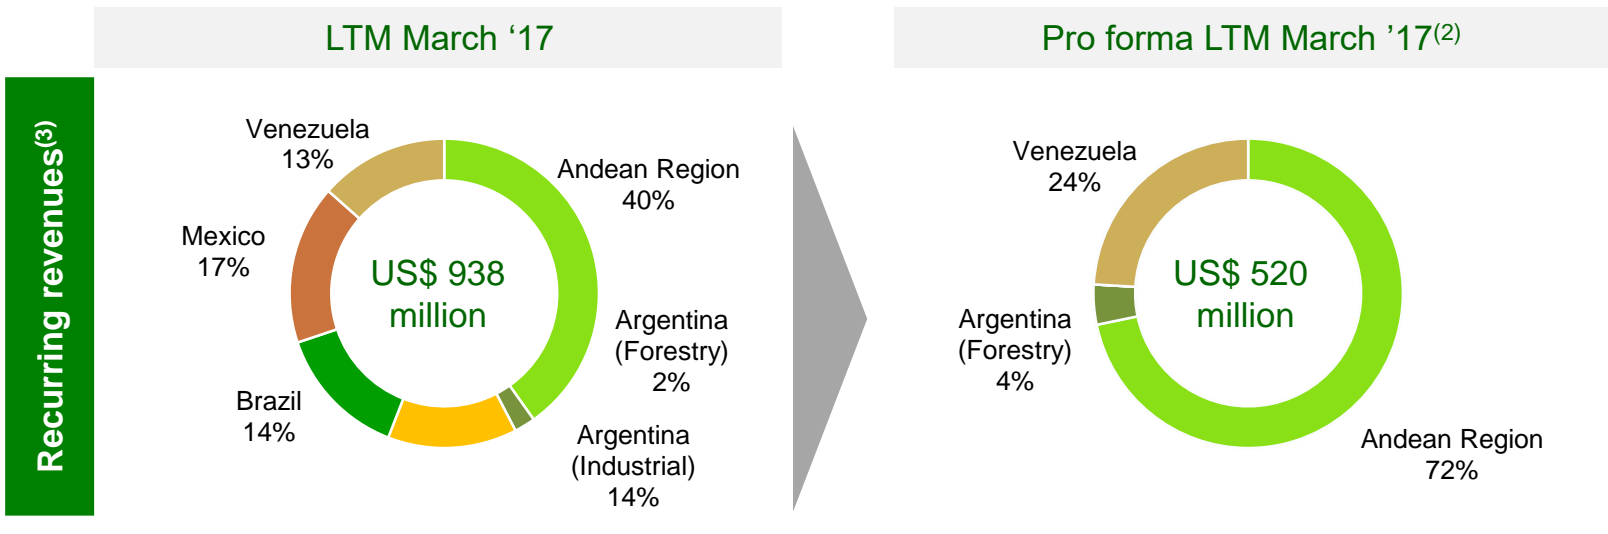 LTM March ‘17
Pro forma LTM March ’17(2)
Recurring revenues(3)
Venezuela
13%
Andean Region
40%
Mexico
17%
US$ 938
million
Argentina
(Forestry)
2%
Brazil
14%
Argentina
(Industrial)
14%
Venezuela
24%
US$ 520
million
Argentina
(Forestry)
4%
Andean Region
72%